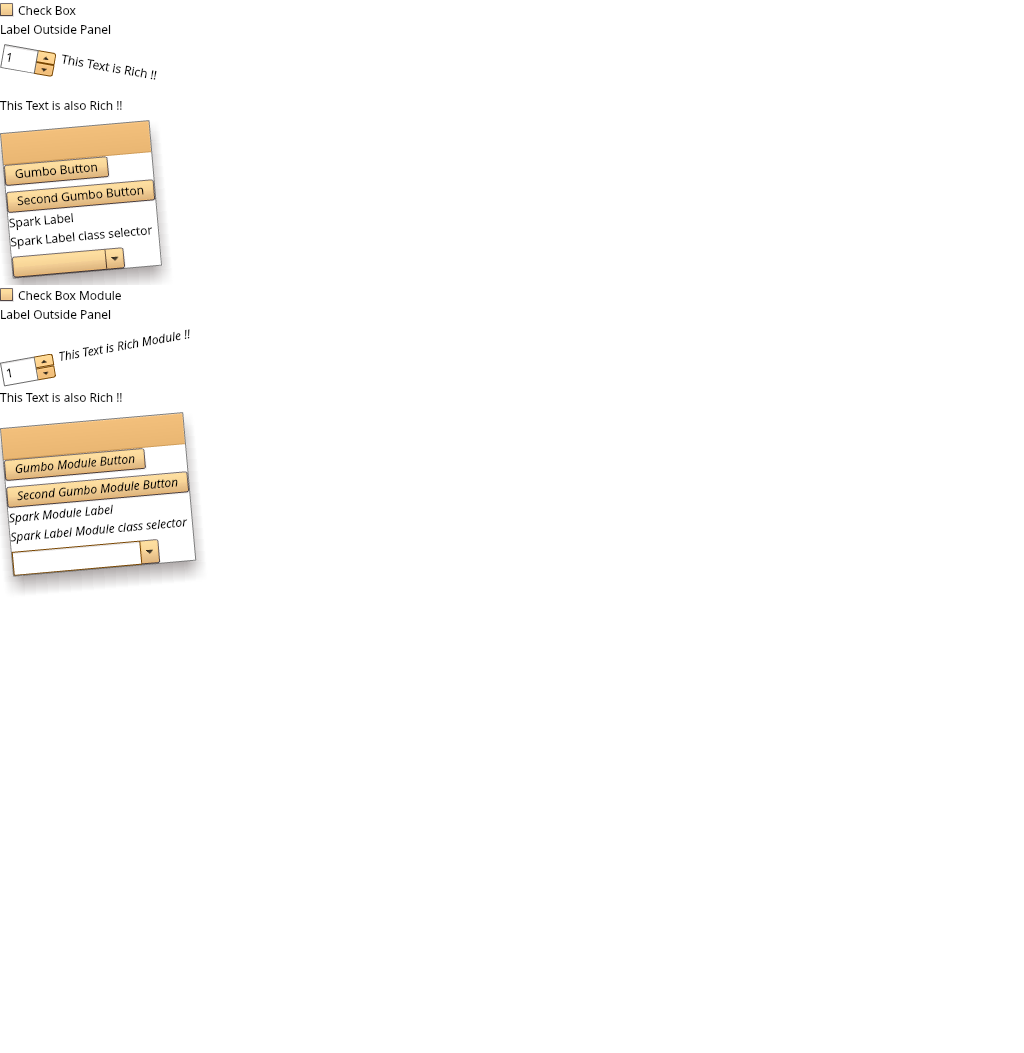 Check Box
Label Outside Panel
1
This Text is Rich !!
This Text is also Rich !!
Gumbo Button
Second Gumbo Button
Spark Label
Spark Label class selector
Check Box Module
Label Outside Panel
This Text is Rich Module !!
1
This Text is also Rich !!
Gumbo Module Button
Second Gumbo Module Button
Spark Module Label
Spark Label Module class selector